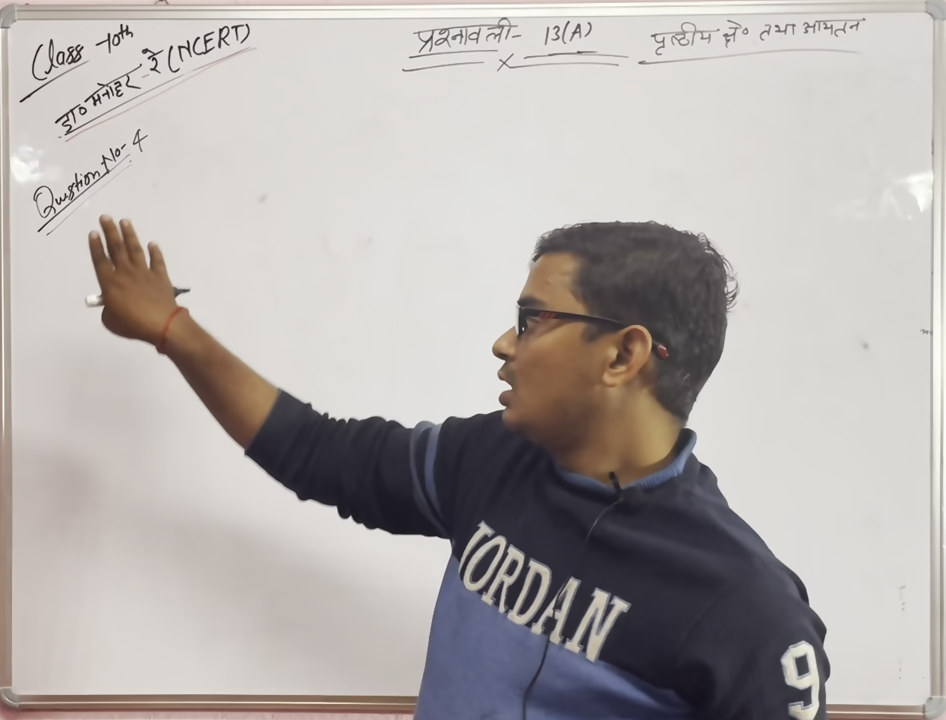 Class -10th
डा० मनोहर रे (NCERT)
Question No- 4
प्रश्नावली- 13(A)
पृष्ठीय क्षे० तथा आयतन
JORDAN
9